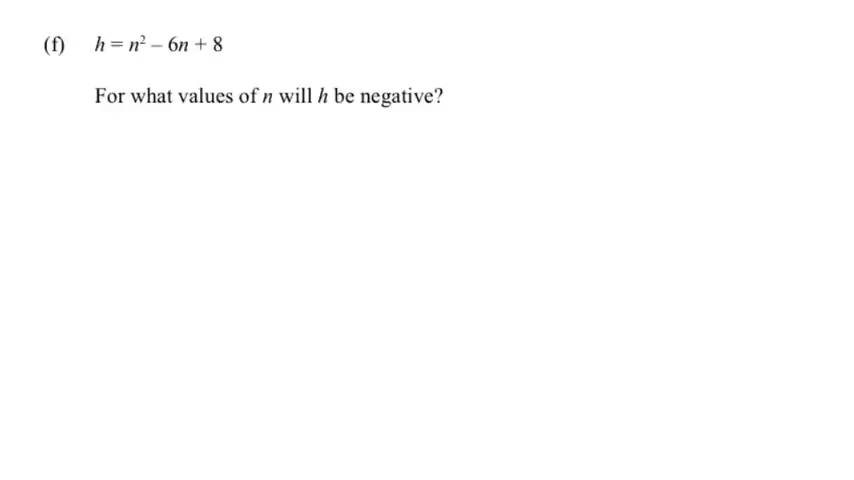 (f) h = n² – 6n + 8
For what values of n will h be negative?